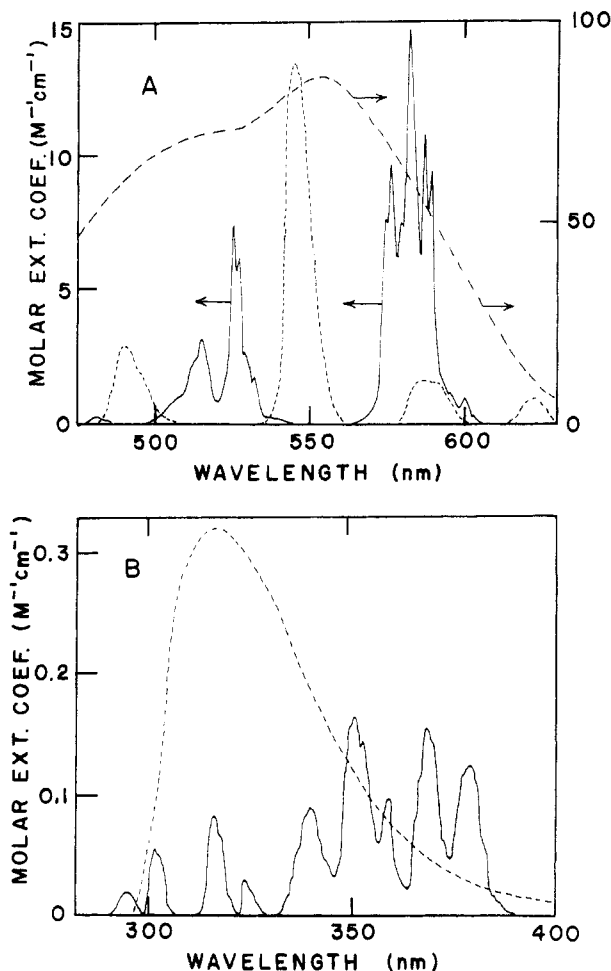 A
MOLAR EXT. COEF. (M⁻¹cm⁻¹)
15
10
5
0
100
50
0
500
550
600
WAVELENGTH (nm)
B
MOLAR EXT. COEF. (M⁻¹cm⁻¹)
0.3
0.2
0.1
0
300
350
400
WAVELENGTH (nm)